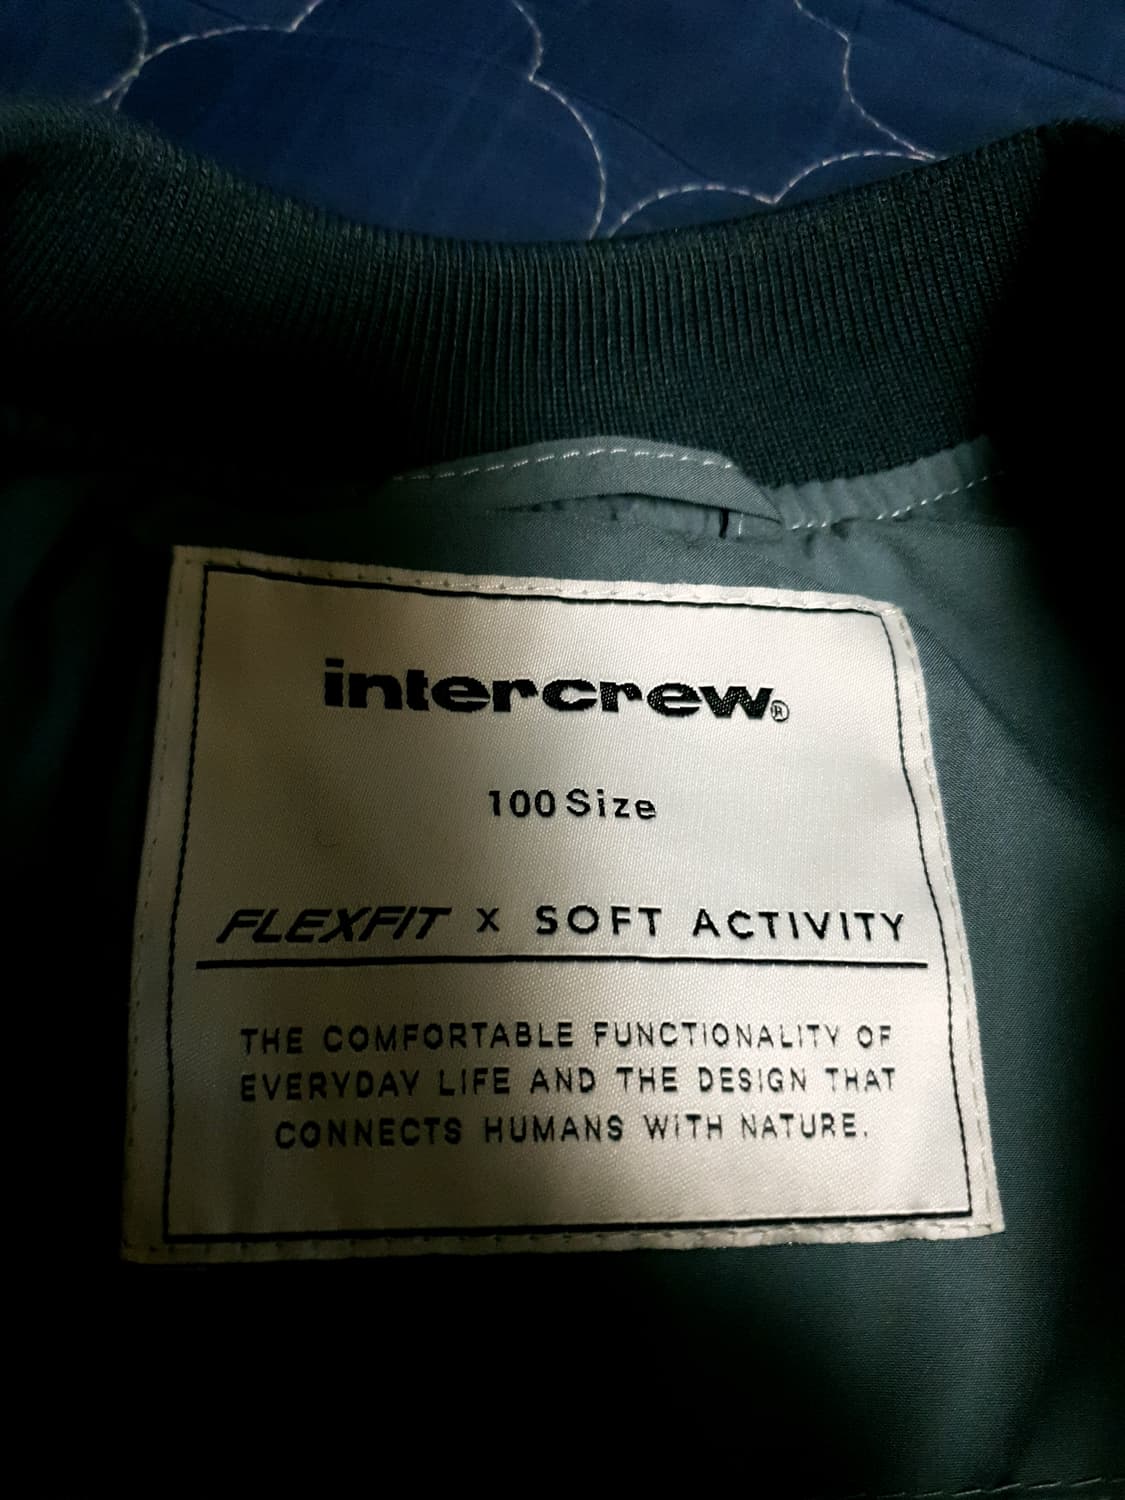 intercrew®
100 Size
FLEXFIT X SOFT ACTIVITY
THE COMFORTABLE FUNCTIONALITY OF
EVERYDAY LIFE AND THE DESIGN THAT
CONNECTS HUMANS WITH NATURE.